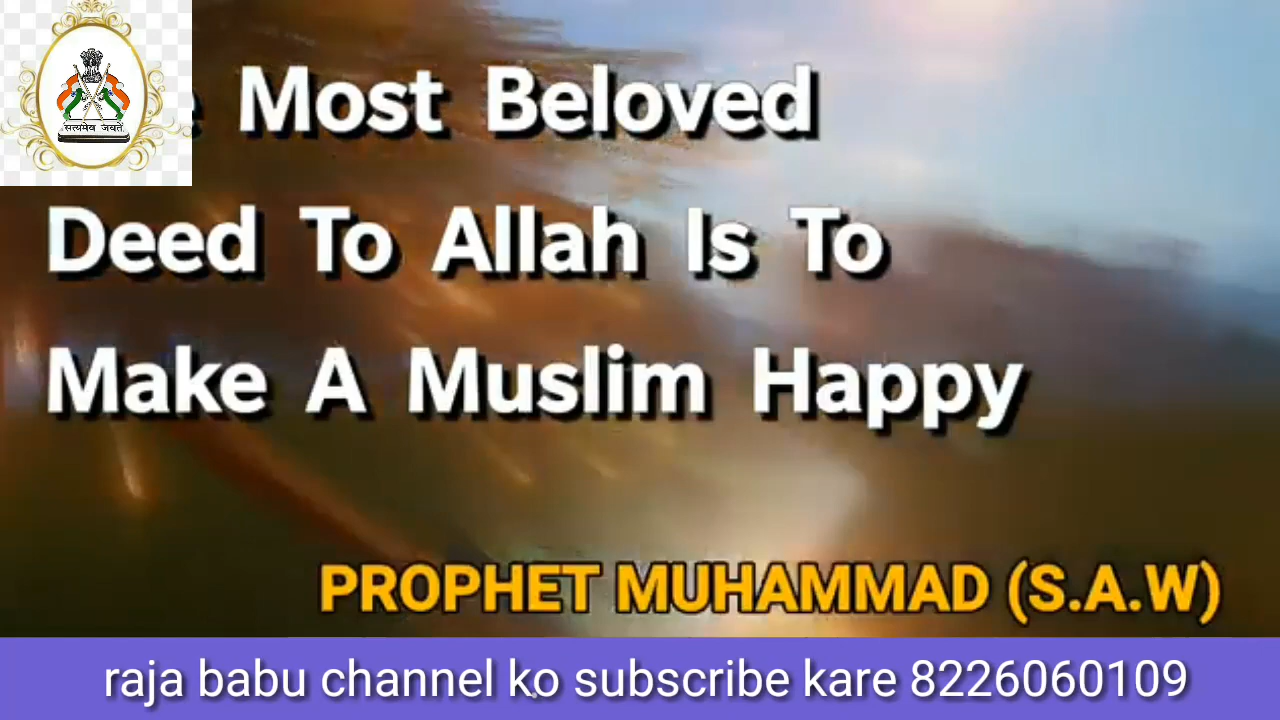 सत्यमेव जयते
Most Beloved
Deed To Allah Is To
Make A Muslim Happy
PROPHET MUHAMMAD (S.A.W)
raja babu channel ko subscribe kare 8226060109